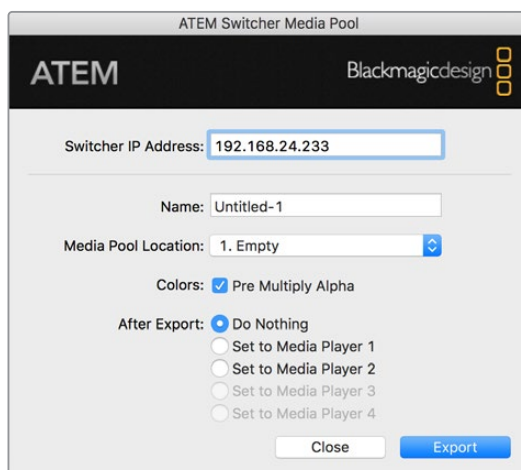 ATEM Switcher Media Pool
ATEM Blackmagicdesign
Switcher IP Address: 192.168.24.233
Name: Untitled-1
Media Pool Location: 1. Empty
Colors: Pre Multiply Alpha
After Export: Do Nothing
Set to Media Player 1
Set to Media Player 2
Set to Media Player 3
Set to Media Player 4
Close Export